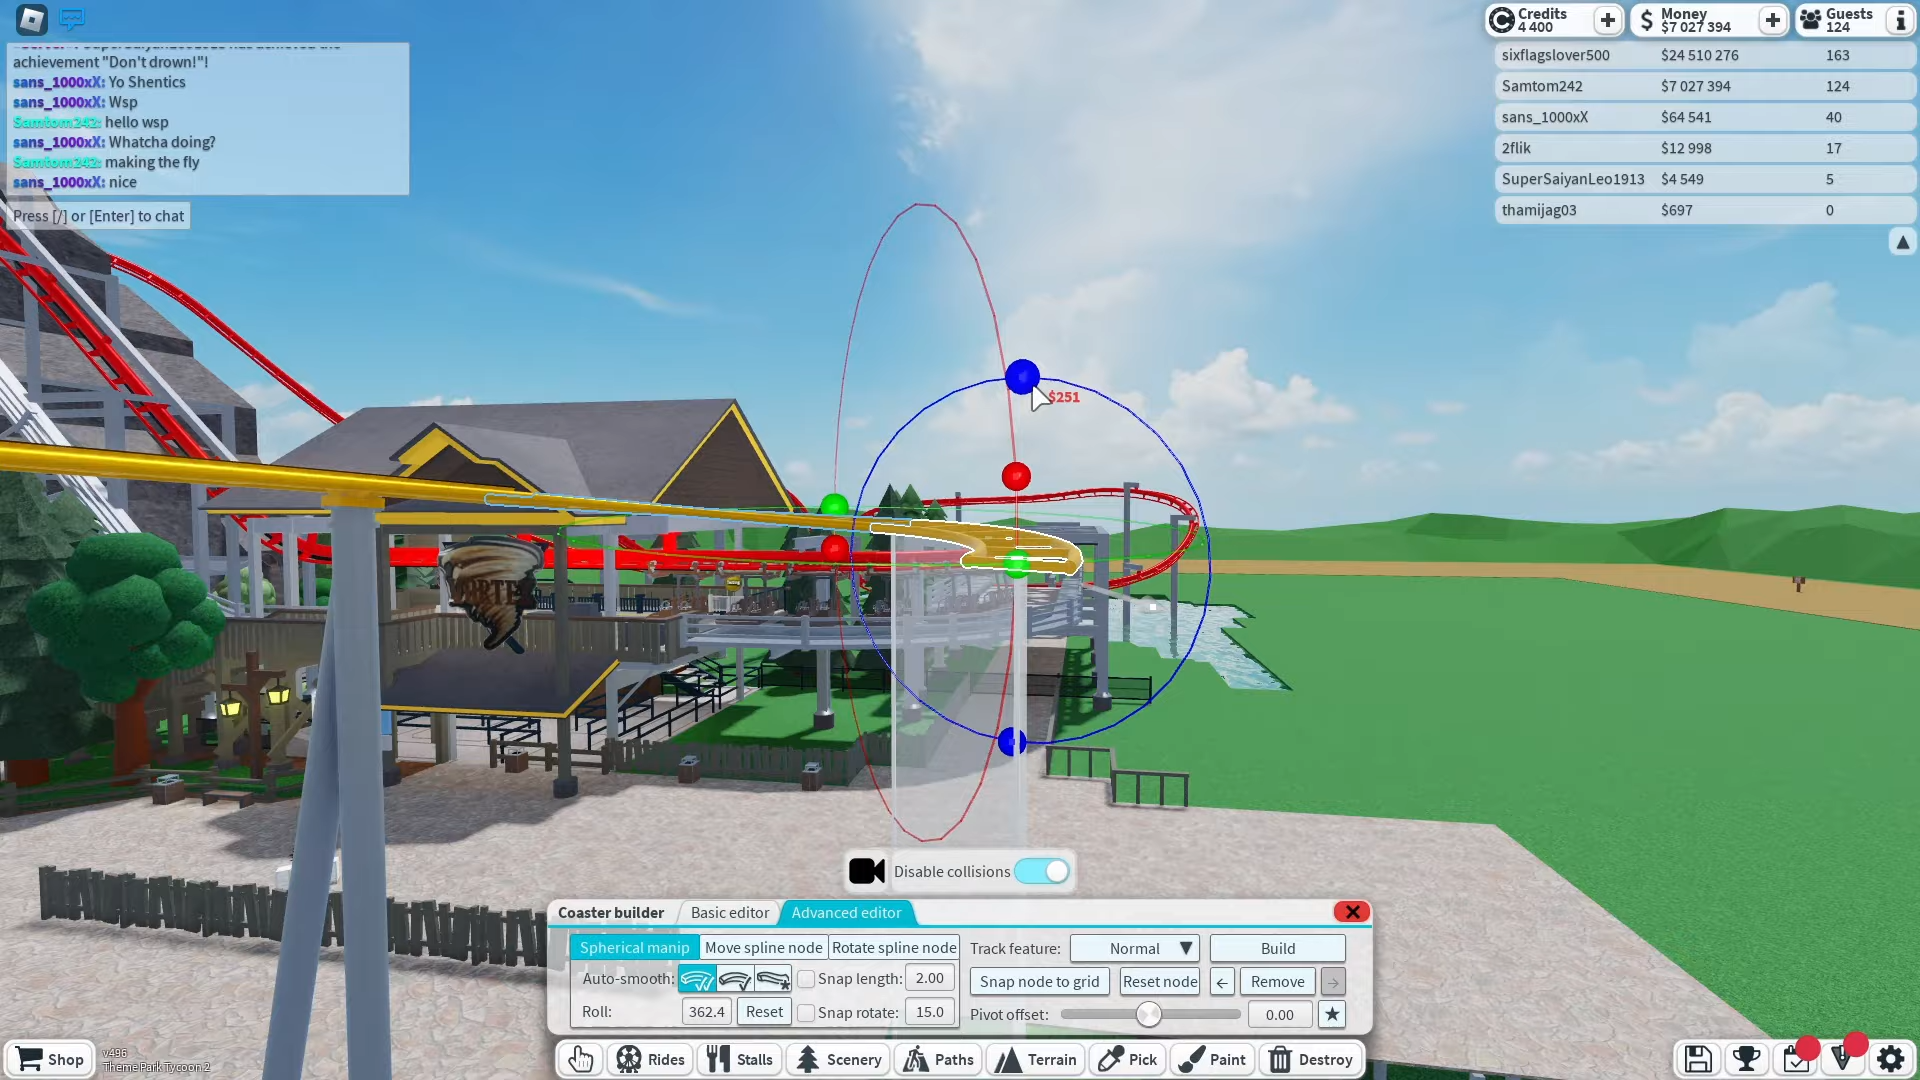 achievement "Don't drown!"!
sans_1000xX: Yo Shentics
sans_1000xX: Wsp
Samtom242: hello wsp
sans_1000xX: Whatcha doing?
Samtom242: making the fly
sans_1000xX: nice
Press [/] or [Enter] to chat
Credits
4 400
+
$ Money
$7 027 394
+
Guests
124
sixflagslover500 $24 510 276 163
Samtom242 $7 027 394 124
sans_1000xX $64 541 40
2flik $12 998 17
SuperSaiyanLeo1913 $4 549 5
thamijag03 $697 0
$251
Disable collisions
Coaster builder Basic editor Advanced editor
Spherical manip Move spline node Rotate spline node Track feature: Normal Build
Auto-smooth: Snap length: 2.00 Snap node to grid Reset node ← Remove →
Roll: 362.4 Reset Snap rotate: 15.0 Pivot offset: 0.00
Shop
v496
Theme Park Tycoon 2
Rides Stalls Scenery Paths Terrain Pick Paint Destroy